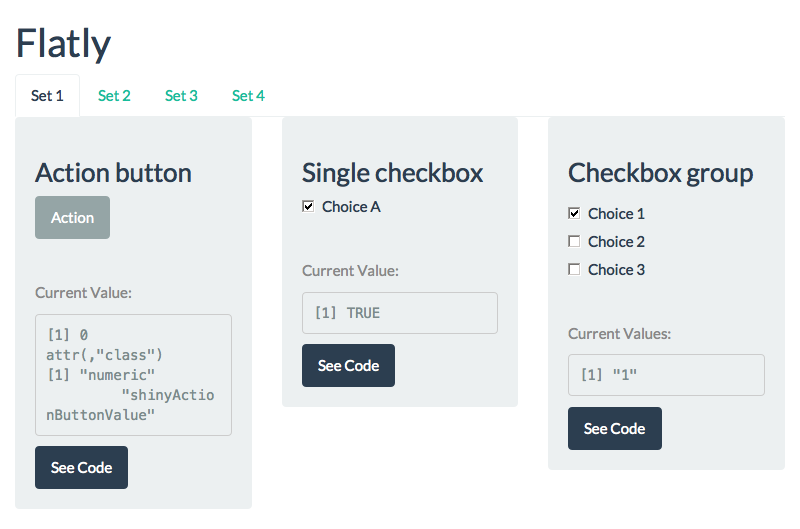 Flatly
Set 1
Set 2
Set 3
Set 4
Action button
Action
Current Value:
[1] 0
attr(,"class")
[1] "numeric"
"shinyActio
nButtonValue"
See Code
Single checkbox
Choice A
Current Value:
[1] TRUE
See Code
Checkbox group
Choice 1
Choice 2
Choice 3
Current Values:
[1] "1"
See Code